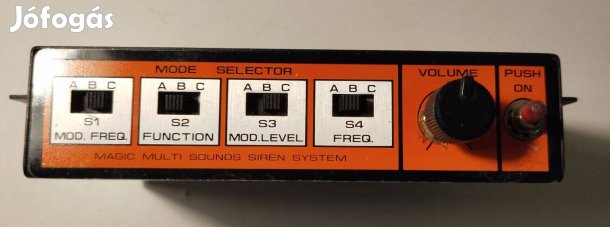 Jófogás
MODE SELECTOR
VOLUME
PUSH
ON
A B C
S1
MOD. FREQ.
A B C
S2
FUNCTION
A B C
S3
MOD. LEVEL
A B C
S4
FREQ.
MAGIC MULTI SOUNDS SIREN SYSTEM